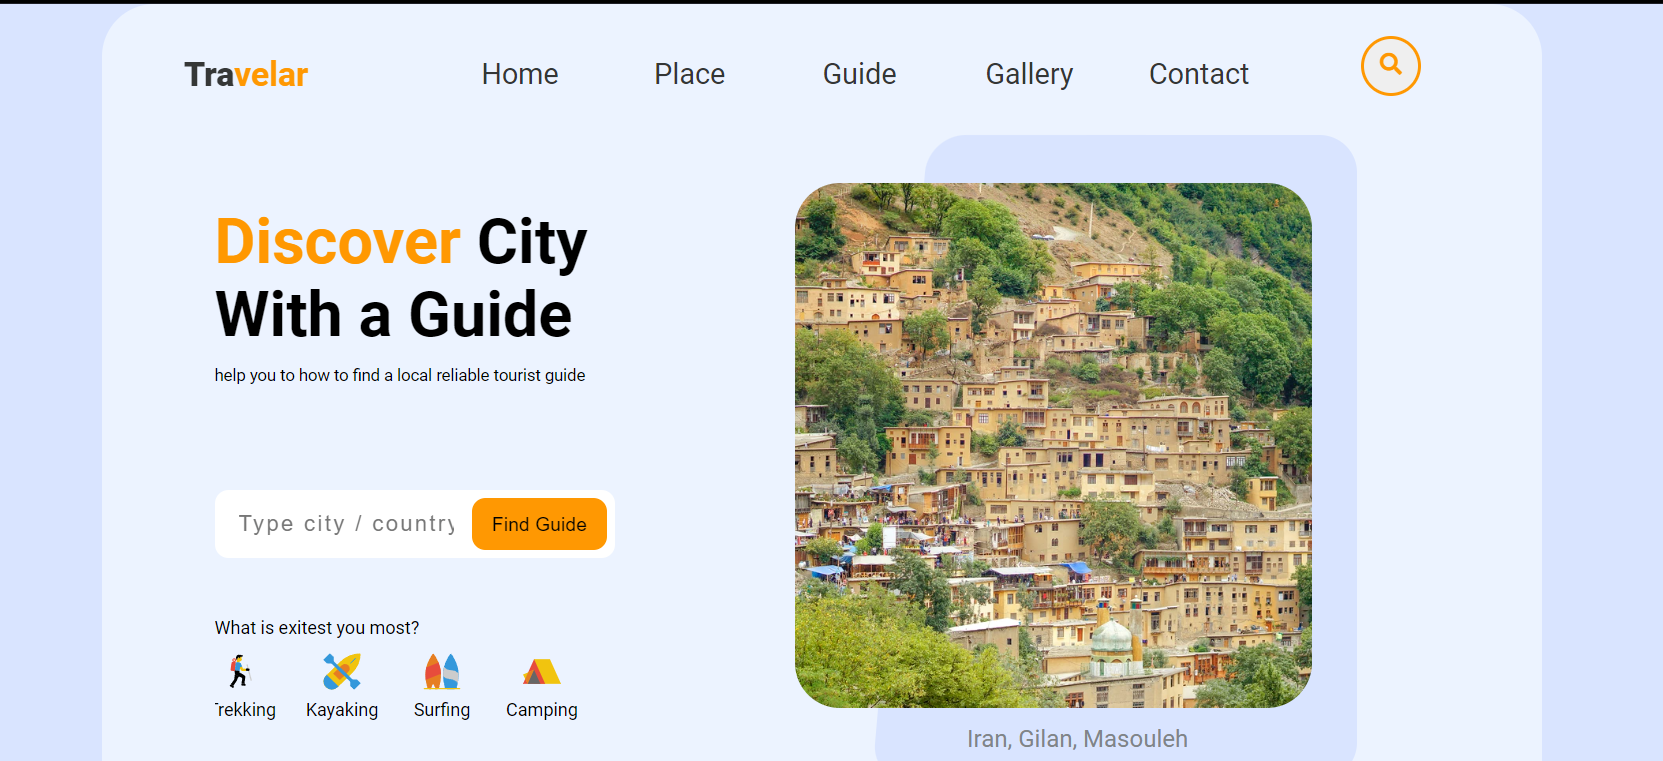 Travelar
Home
Place
Guide
Gallery
Contact
Discover City
With a Guide
help you to how to find a local reliable tourist guide
Type city / country
Find Guide
What is exitest you most?
Trekking
Kayaking
Surfing
Camping
Iran, Gilan, Masouleh